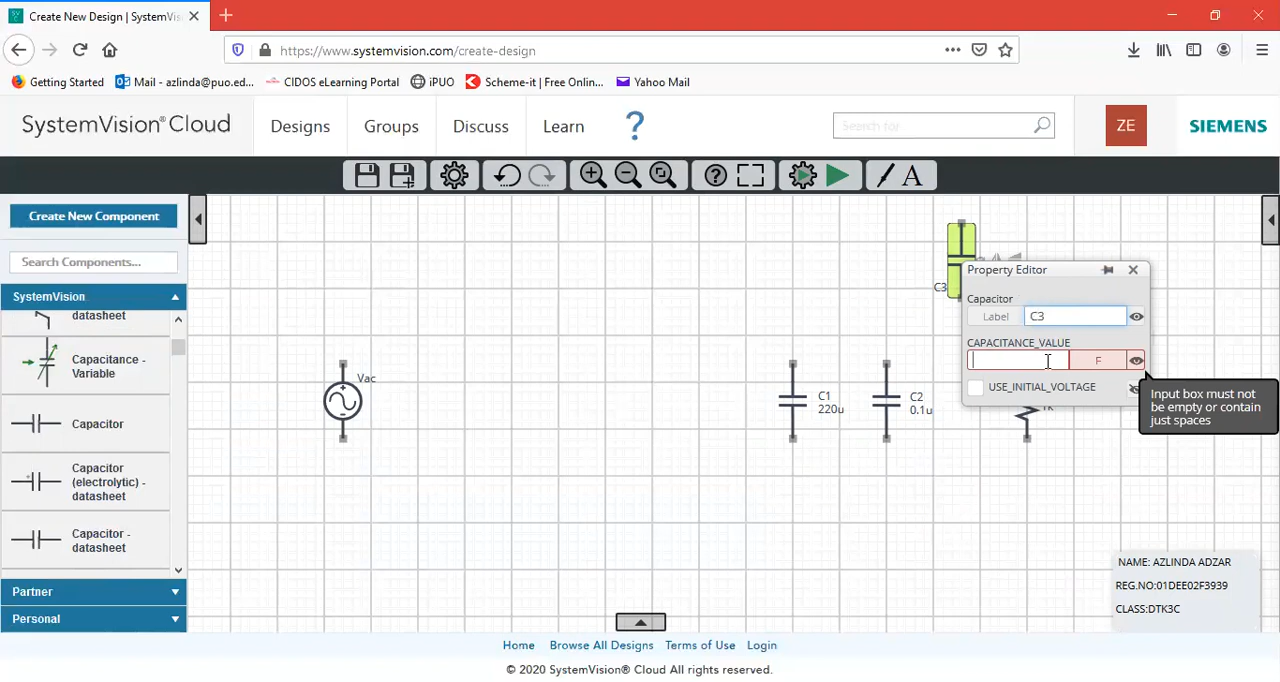 Create New Design | SystemVis
https://www.systemvision.com/create-design
Getting Started
Mail - azlinda@puo.ed...
CIDOS eLearning Portal
iPUO
Scheme-it | Free Online...
Yahoo Mail
SystemVision® Cloud
Designs
Groups
Discuss
Learn
?
Search for
ZE
SIEMENS
A
Create New Component
Search Components...
SystemVision
datasheet
Capacitance -
Variable
Capacitor
Capacitor
(electrolytic) -
datasheet
Capacitor -
datasheet
Partner
Personal
Vac
C1
220u
C2
0.1u
C3
Property Editor
Capacitor
Label
C3
CAPACITANCE_VALUE
F
USE_INITIAL_VOLTAGE
Input box must not
be empty or contain
just spaces
1k
NAME: AZLINDA ADZAR
REG.NO:01DEE02F3939
CLASS:DTK3C
Home
Browse All Designs
Terms of Use
Login
© 2020 SystemVision® Cloud All rights reserved.